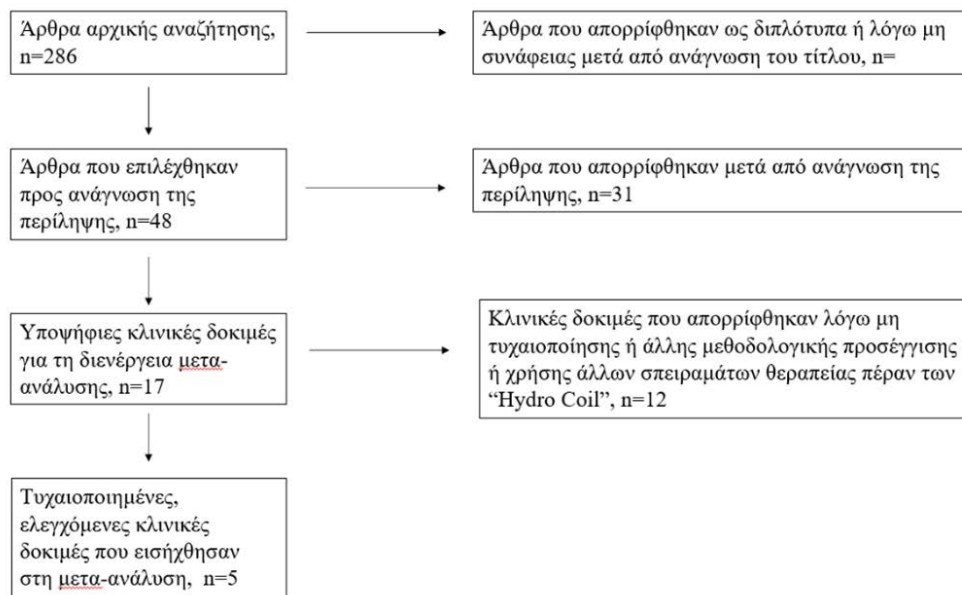 Άρθρα αρχικής αναζήτησης,
n=286
Άρθρα που απορρίφθηκαν ως διπλότυπα ή λόγω μη
συνάφειας μετά από ανάγνωση του τίτλου, n=
Άρθρα που επιλέχθηκαν
προς ανάγνωση της
περίληψης, n=48
Άρθρα που απορρίφθηκαν μετά από ανάγνωση της
περίληψης, n=31
Υποψήφιες κλινικές δοκιμές
για τη διενέργεια μετα-
ανάλυσης, n=17
Κλινικές δοκιμές που απορρίφθηκαν λόγω μη
τυχαιοποίησης ή άλλης μεθοδολογικής προσέγγισης
ή χρήσης άλλων σπειραμάτων θεραπείας πέραν των
“Hydro Coil”, n=12
Τυχαιοποιημένες,
ελεγχόμενες κλινικές
δοκιμές που εισήχθησαν
στη μετα-ανάλυση, n=5